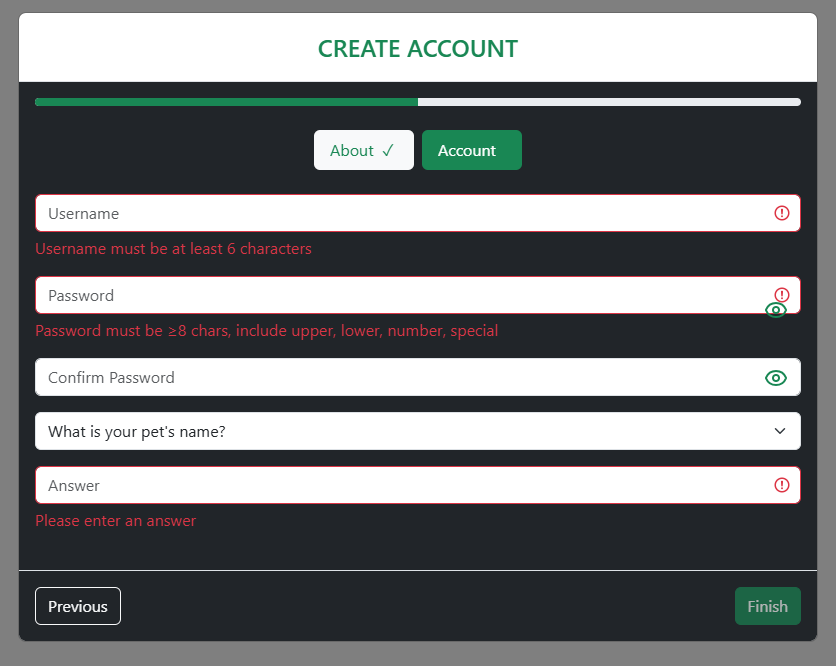 CREATE ACCOUNT
About ✓
Account
Username
Username must be at least 6 characters
Password
Password must be ≥8 chars, include upper, lower, number, special
Confirm Password
What is your pet's name?
Answer
Please enter an answer
Previous
Finish